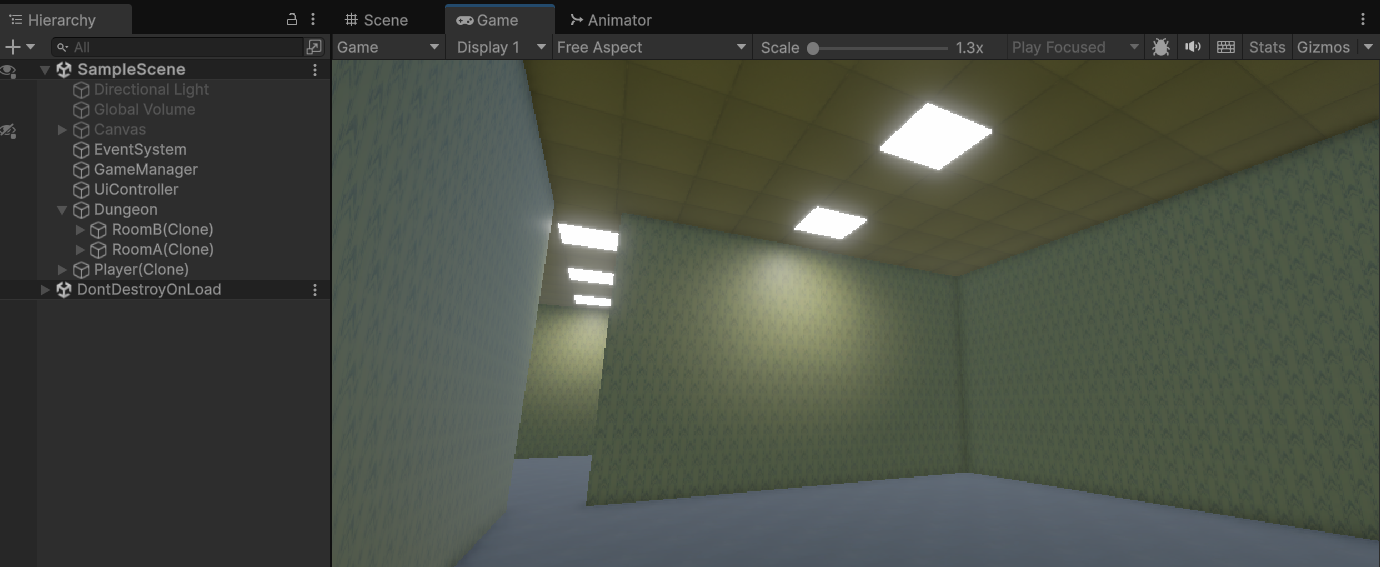 Hierarchy
Scene
Game
Animator
All
Game
Display 1
Free Aspect
Scale
1.3x
Play Focused
Stats
Gizmos
SampleScene
Directional Light
Global Volume
Canvas
EventSystem
GameManager
UiController
Dungeon
RoomB(Clone)
RoomA(Clone)
Player(Clone)
DontDestroyOnLoad